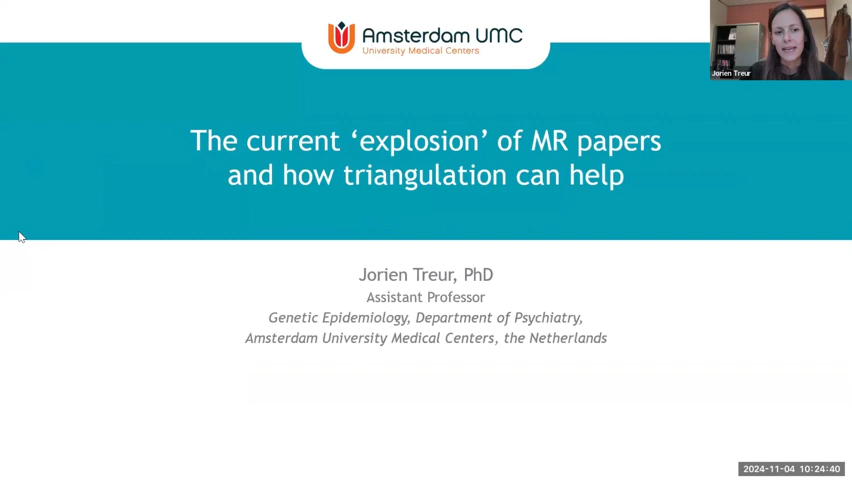 Amsterdam UMC
University Medical Centers
Jorien Treur
The current ‘explosion’ of MR papers
and how triangulation can help
Jorien Treur, PhD
Assistant Professor
Genetic Epidemiology, Department of Psychiatry,
Amsterdam University Medical Centers, the Netherlands
2024-11-04 10:24:40